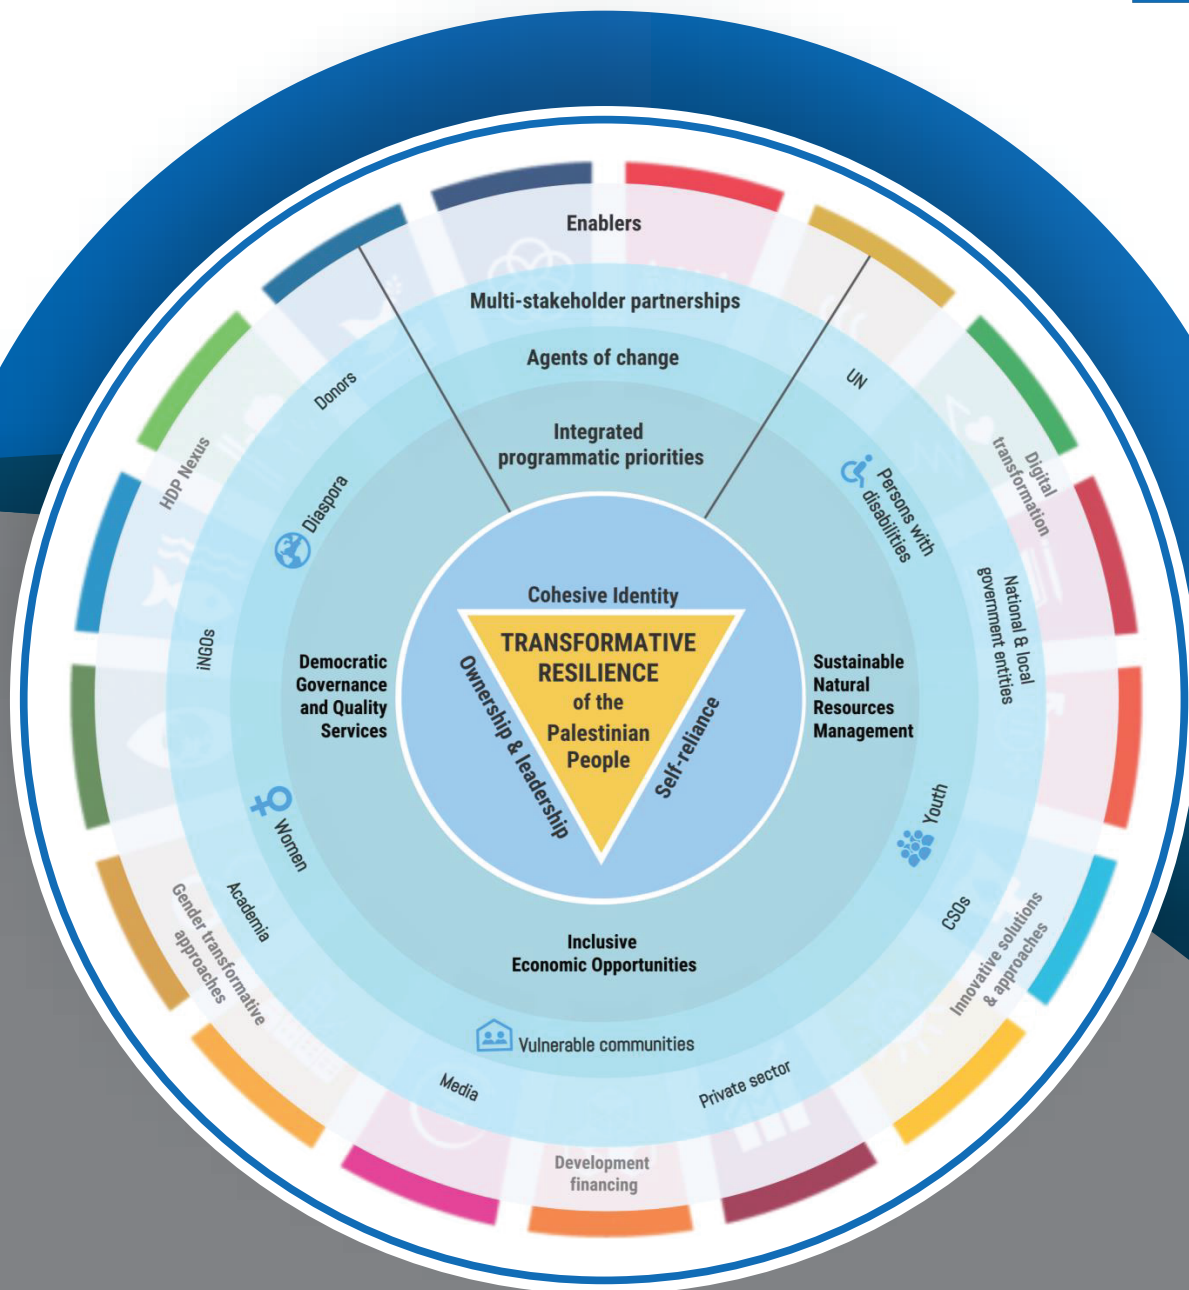 Enablers
Multi-stakeholder partnerships
Agents of change
Integrated
programmatic priorities
Donors
UN
HDP Nexus
Digital
transformation
Diaspora
Persons with
disabilities
National & local
government entities
iNGOs
Cohesive Identity
TRANSFORMATIVE
RESILIENCE
of the
Palestinian
People
Ownership & leadership
Self-reliance
Democratic
Governance
and Quality
Services
Sustainable
Natural
Resources
Management
Women
Youth
Academia
CSOs
Gender transformative
approaches
Innovative solutions
& approaches
Inclusive
Economic Opportunities
Vulnerable communities
Media
Private sector
Development
financing